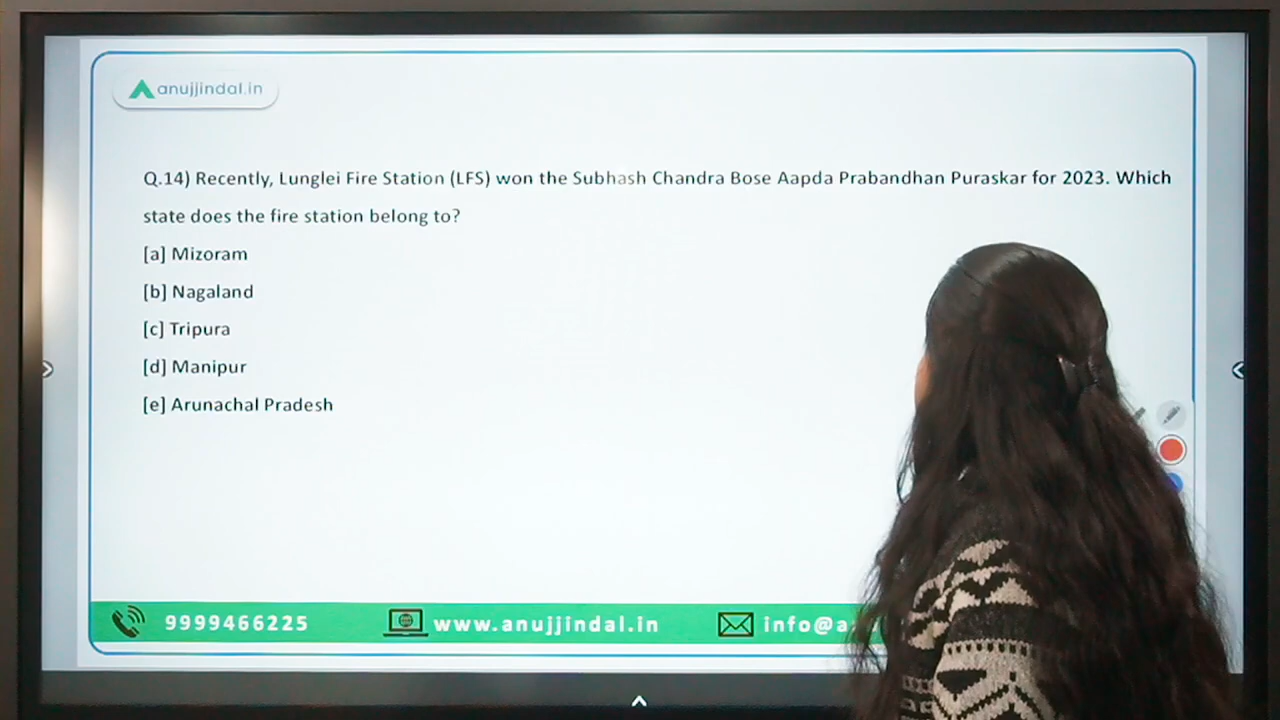 anujjindal.in
Q.14) Recently, Lunglei Fire Station (LFS) won the Subhash Chandra Bose Aapda Prabandhan Puraskar for 2023. Which
state does the fire station belong to?
[a] Mizoram
[b] Nagaland
[c] Tripura
[d] Manipur
[e] Arunachal Pradesh
9999466225 www.anujjindal.in